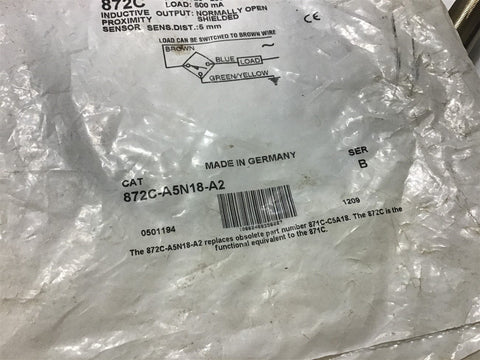 872C LOAD: 500 mA
INDUCTIVE OUTPUT: NORMALLY OPEN
PROXIMITY SHIELDED
SENSOR SENS.DIST.: 5 mm
CE
LOAD CAN BE SWITCHED TO BROWN WIRE
BROWN
BLUE LOAD
GREEN/YELLOW
MADE IN GERMANY
CAT SER
872C-A5N18-A2 B
0501194 1209
The 872C-A5N18-A2 replaces obsolete part number 871C-C5A18. The 872C is the
functional equivalent to the 871C.